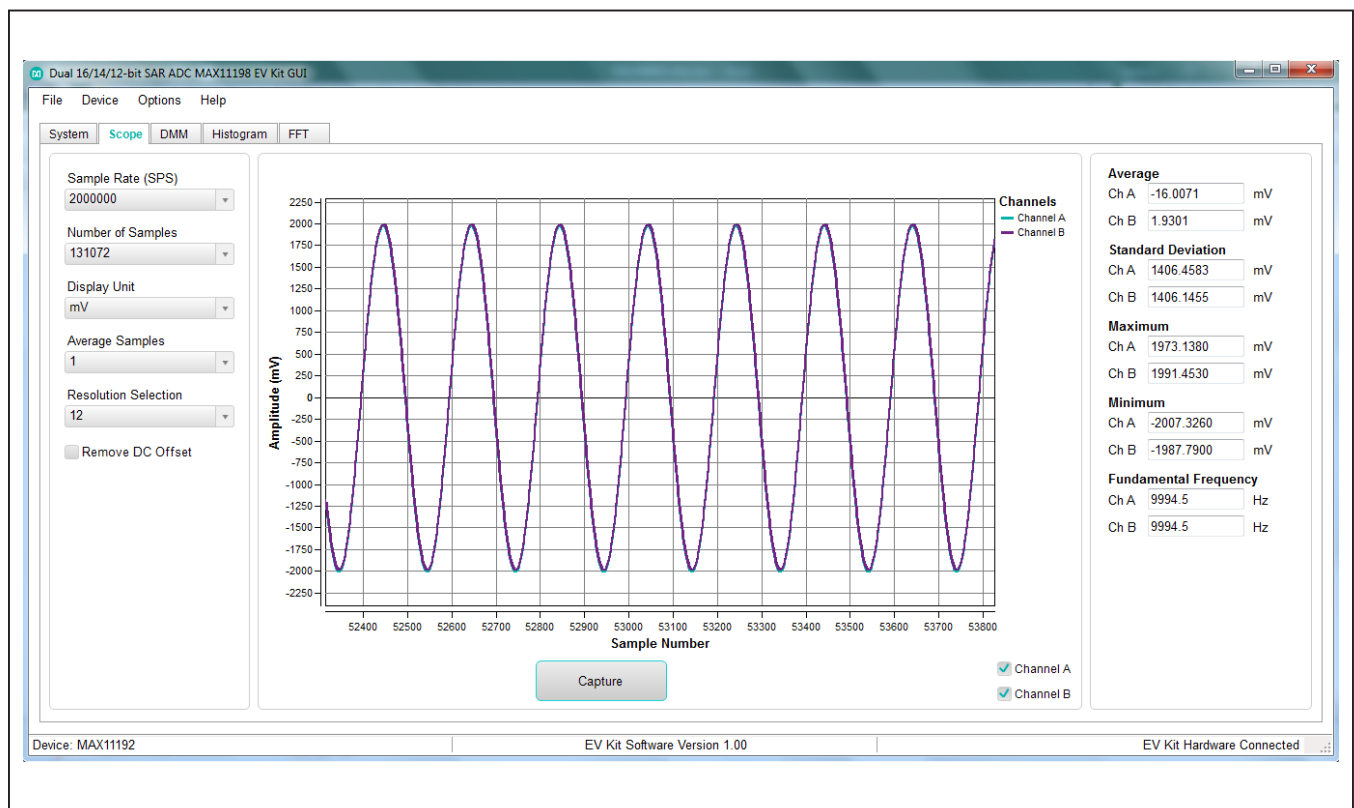 Dual 16/14/12-bit SAR ADC MAX11198 EV Kit GUI
File Device Options Help
System Scope DMM Histogram FFT
Sample Rate (SPS)
2000000
Number of Samples
131072
Display Unit
mV
Average Samples
1
Resolution Selection
12
Remove DC Offset
Amplitude (mV)
2250
2000
1750
1500
1250
1000
750
500
250
0
-250
-500
-750
-1000
-1250
-1500
-1750
-2000
-2250
52400 52500 52600 52700 52800 52900 53000 53100 53200 53300 53400 53500 53600 53700 53800
Sample Number
Channels
Channel A
Channel B
Capture
Channel A
Channel B
Average
Ch A -16.0071 mV
Ch B 1.9301 mV
Standard Deviation
Ch A 1406.4583 mV
Ch B 1406.1455 mV
Maximum
Ch A 1973.1380 mV
Ch B 1991.4530 mV
Minimum
Ch A -2007.3260 mV
Ch B -1987.7900 mV
Fundamental Frequency
Ch A 9994.5 Hz
Ch B 9994.5 Hz
Device: MAX11192 EV Kit Software Version 1.00 EV Kit Hardware Connected